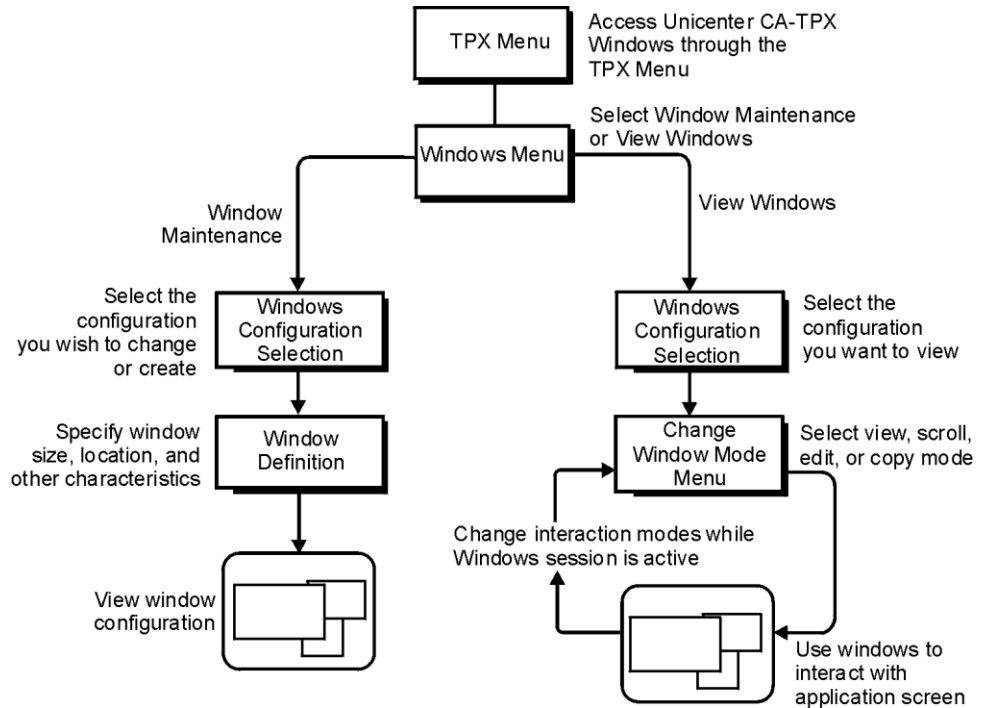 TPX Menu
Access Unicenter CA-TPX
Windows through the
TPX Menu
Select Window Maintenance
or View Windows
Windows Menu
Window
Maintenance
View Windows
Select the
configuration
you wish to change
or create
Windows
Configuration
Selection
Windows
Configuration
Selection
Select the
configuration
you want to view
Specify window
size, location, and
other characteristics
Window
Definition
Change
Window Mode
Menu
Select view, scroll,
edit, or copy mode
Change interaction modes while
Windows session is active
View window
configuration
Use windows to
interact with
application screen